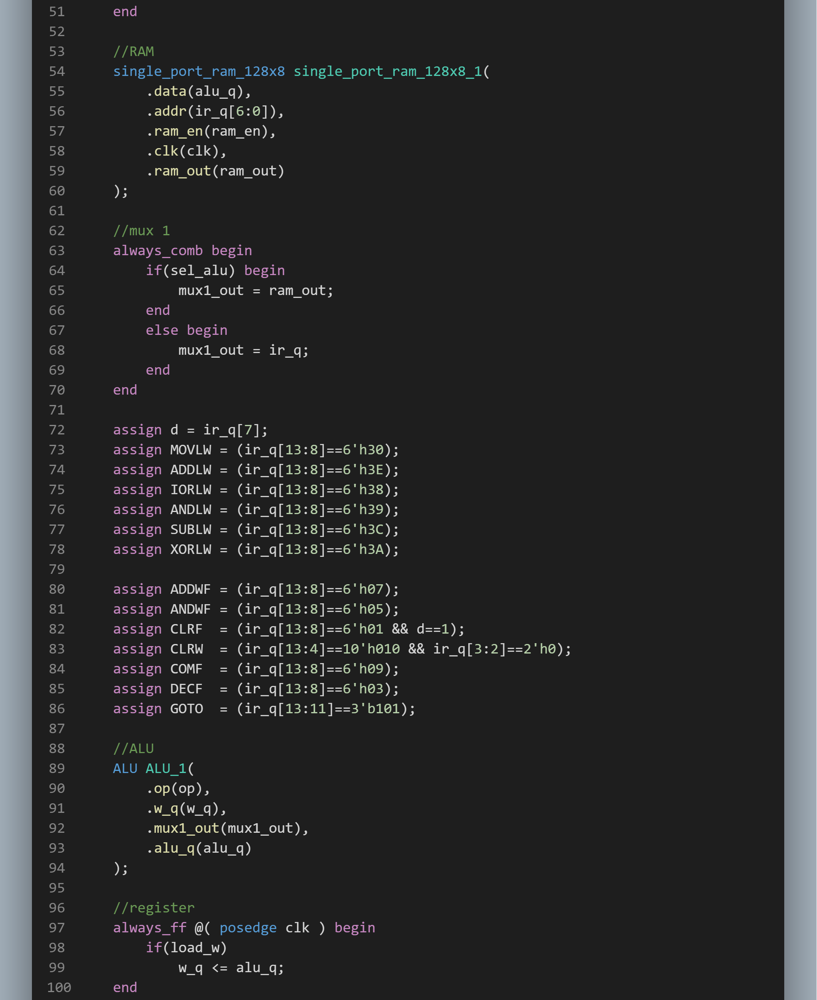 51 end
52
53 //RAM
54 single_port_ram_128x8 single_port_ram_128x8_1(
55 .data(alu_q),
56 .addr(ir_q[6:0]),
57 .ram_en(ram_en),
58 .clk(clk),
59 .ram_out(ram_out)
60 );
61
62 //mux 1
63 always_comb begin
64 if(sel_alu) begin
65 mux1_out = ram_out;
66 end
67 else begin
68 mux1_out = ir_q;
69 end
70 end
71
72 assign d = ir_q[7];
73 assign MOVLW = (ir_q[13:8]==6'h30);
74 assign ADDLW = (ir_q[13:8]==6'h3E);
75 assign IORLW = (ir_q[13:8]==6'h38);
76 assign ANDLW = (ir_q[13:8]==6'h39);
77 assign SUBLW = (ir_q[13:8]==6'h3C);
78 assign XORLW = (ir_q[13:8]==6'h3A);
79
80 assign ADDWF = (ir_q[13:8]==6'h07);
81 assign ANDWF = (ir_q[13:8]==6'h05);
82 assign CLRF  = (ir_q[13:8]==6'h01 && d==1);
83 assign CLRW  = (ir_q[13:4]==10'h010 && ir_q[3:2]==2'h0);
84 assign COMF  = (ir_q[13:8]==6'h09);
85 assign DECF  = (ir_q[13:8]==6'h03);
86 assign GOTO  = (ir_q[13:11]==3'b101);
87
88 //ALU
89 ALU ALU_1(
90 .op(op),
91 .w_q(w_q),
92 .mux1_out(mux1_out),
93 .alu_q(alu_q)
94 );
95
96 //register
97 always_ff @( posedge clk ) begin
98 if(load_w)
99 w_q <= alu_q;
100 end